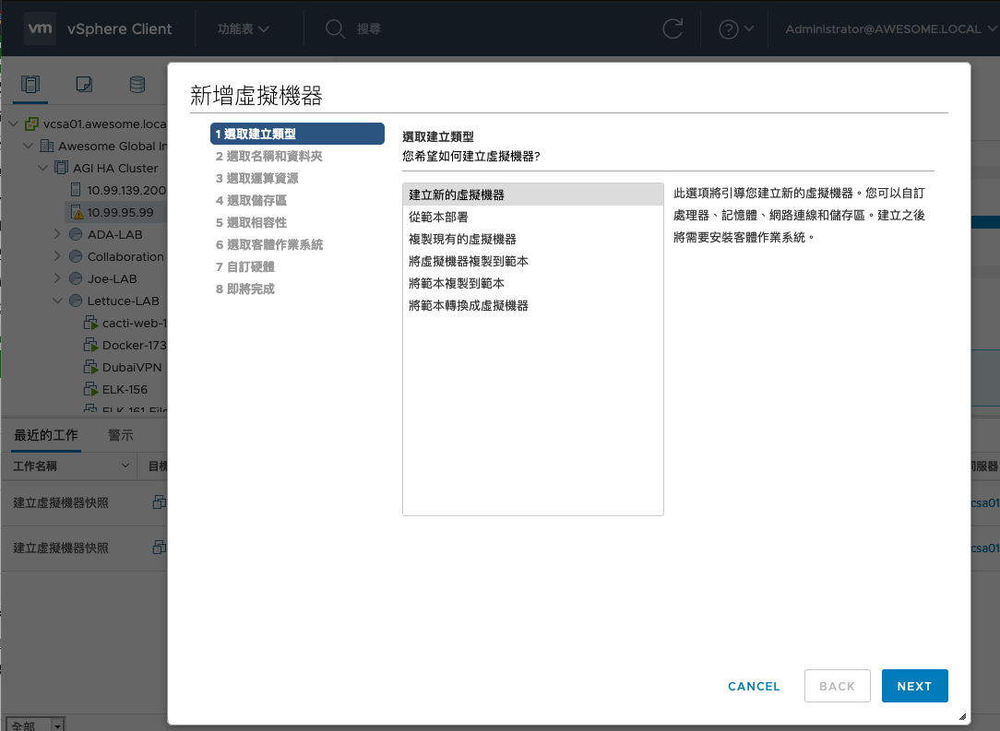 vm vSphere Client 功能表 搜尋 Administrator@AWESOME.LOCAL
新增虛擬機器
1 選取建立類型
2 選取名稱和資料夾
3 選取運算資源
4 選取儲存區
5 選取相容性
6 選取客體作業系統
7 自訂硬體
8 即將完成
選取建立類型
您希望如何建立虛擬機器?
建立新的虛擬機器
從範本部署
複製現有的虛擬機器
將虛擬機器複製到範本
將範本複製到範本
將範本轉換成虛擬機器
此選項將引導您建立新的虛擬機器。您可以自訂
處理器、記憶體、網路連線和儲存區。建立之後
將需要安裝客體作業系統。
CANCEL BACK NEXT
vcsa01.awesome.loca
Awesome Global In
AGI HA Cluster
10.99.139.200
10.99.95.99
ADA-LAB
Collaboration
Joe-LAB
Lettuce-LAB
cacti-web-1
Docker-173
DubaiVPN
ELK-156
ELK-161-File
最近的工作 警示
工作名稱 目標 伺服器
建立虛擬機器快照 csa01
建立虛擬機器快照 csa01
全部